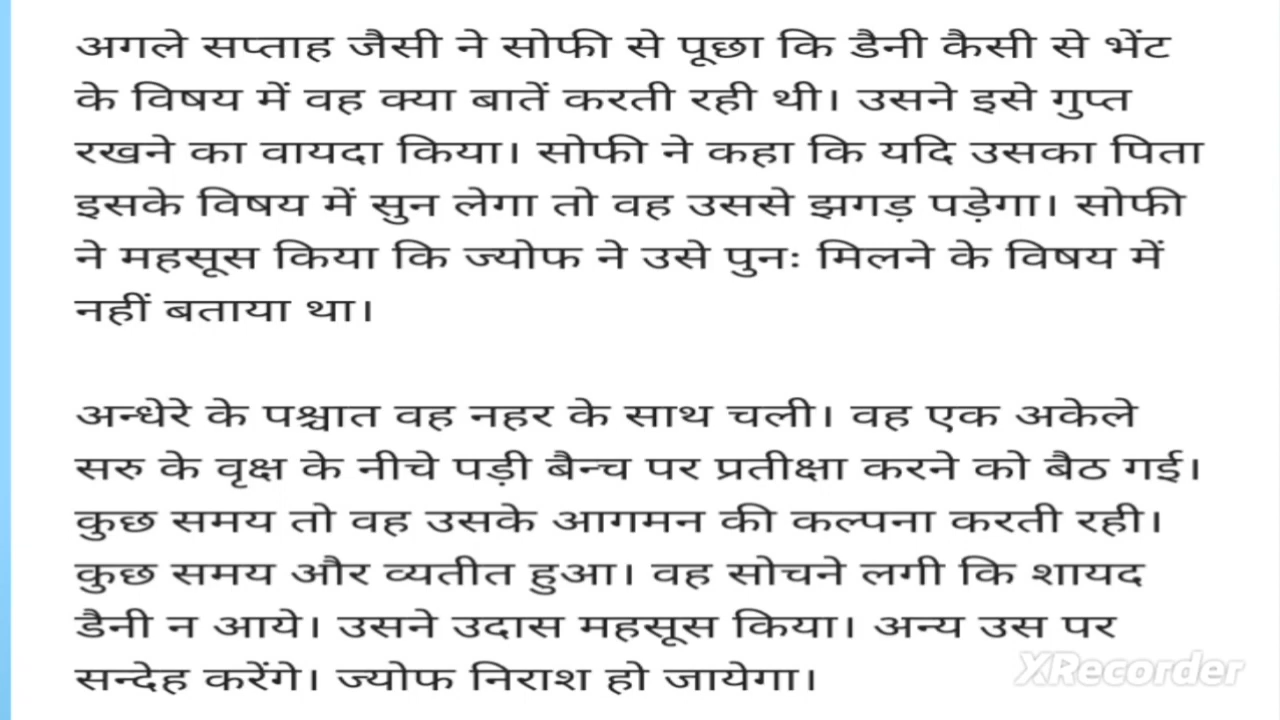 अगले सप्ताह जैसी ने सोफी से पूछा कि डैनी कैसी से भेंट
के विषय में वह क्या बातें करती रही थी। उसने इसे गुप्त
रखने का वायदा किया। सोफी ने कहा कि यदि उसका पिता
इसके विषय में सुन लेगा तो वह उससे झगड़ पड़ेगा। सोफी
ने महसूस किया कि ज्योफ ने उसे पुनः मिलने के विषय में
नहीं बताया था।
अन्धेरे के पश्चात वह नहर के साथ चली। वह एक अकेले
सरु के वृक्ष के नीचे पड़ी बैन्च पर प्रतीक्षा करने को बैठ गई।
कुछ समय तो वह उसके आगमन की कल्पना करती रही।
कुछ समय और व्यतीत हुआ। वह सोचने लगी कि शायद
डैनी न आये। उसने उदास महसूस किया। अन्य उस पर
सन्देह करेंगे। ज्योफ निराश हो जायेगा।
XRecorder